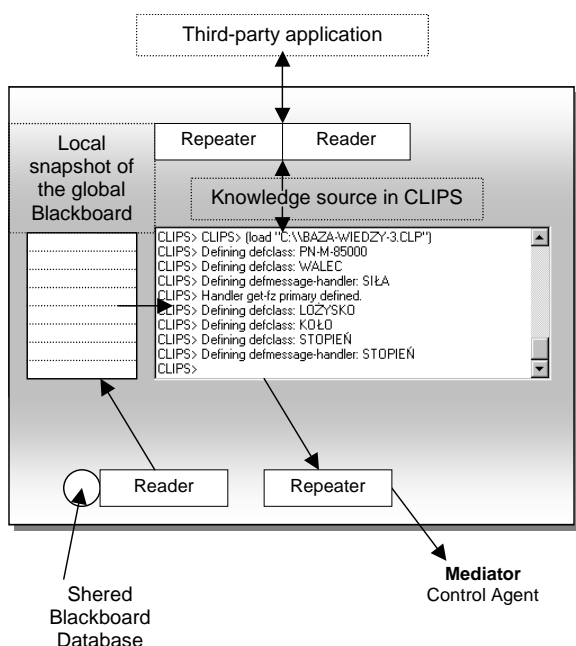 Third-party application
Repeater
Reader
Local
snapshot of
the global
Blackboard
Knowledge source in CLIPS
CLIPS> CLIPS> (load "C:\\BAZA-WIEDZY-3.CLP")
CLIPS> Defining defclass: PN-M-85000
CLIPS> Defining defclass: WALEC
CLIPS> Defining defmessage-handler: SIŁA
CLIPS> Handler get-fz primary defined.
CLIPS> Defining defclass: ŁOŻYSKO
CLIPS> Defining defclass: KOŁO
CLIPS> Defining defclass: STOPIEŃ
CLIPS> Defining defmessage-handler: STOPIEŃ
CLIPS>
Reader
Repeater
Mediator
Control Agent
Shared
Blackboard
Database